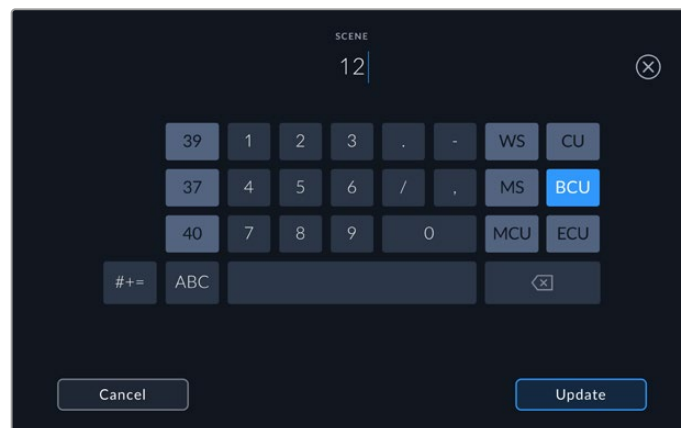 SCENE
12
39 1 2 3 . - WS CU
37 4 5 6 / , MS BCU
40 7 8 9 0 MCU ECU
#+= ABC
Cancel Update